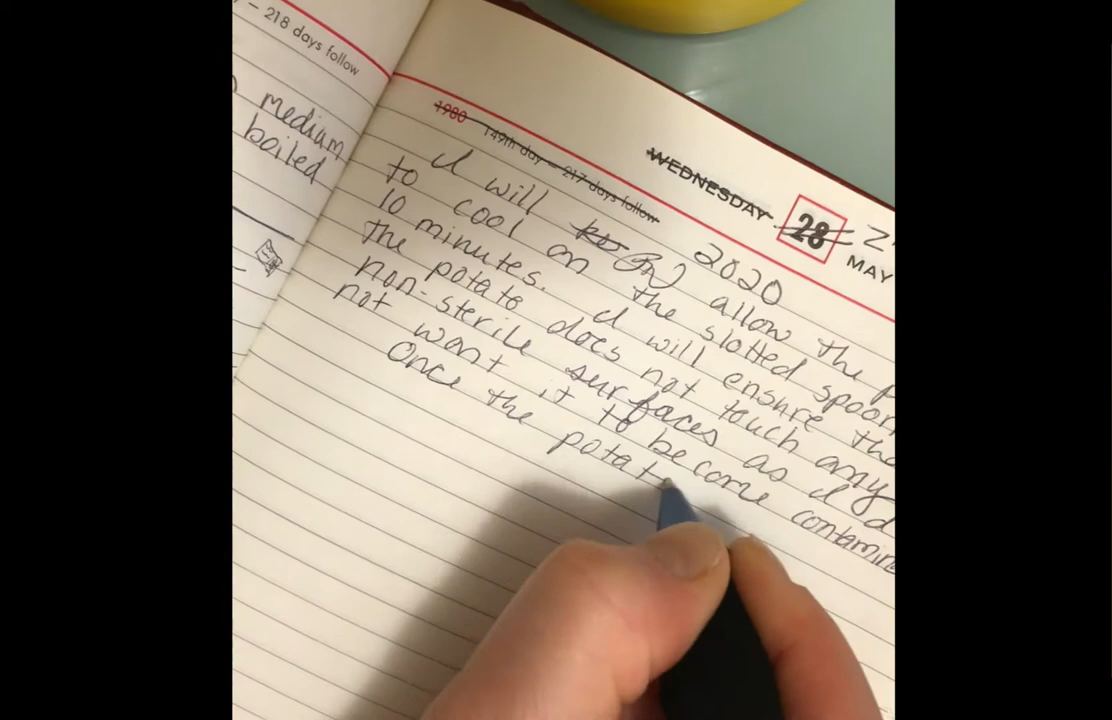 – 218 days follow
medium
boiled
1980 149th day – 217 days follow
WEDNESDAY 28
MAY
2020
I will allow the
to cool on the slotted spoon
10 minutes. I will ensure the
the potato does not touch any
non-sterile surfaces as I d
not want it to become contamin
Once the potat